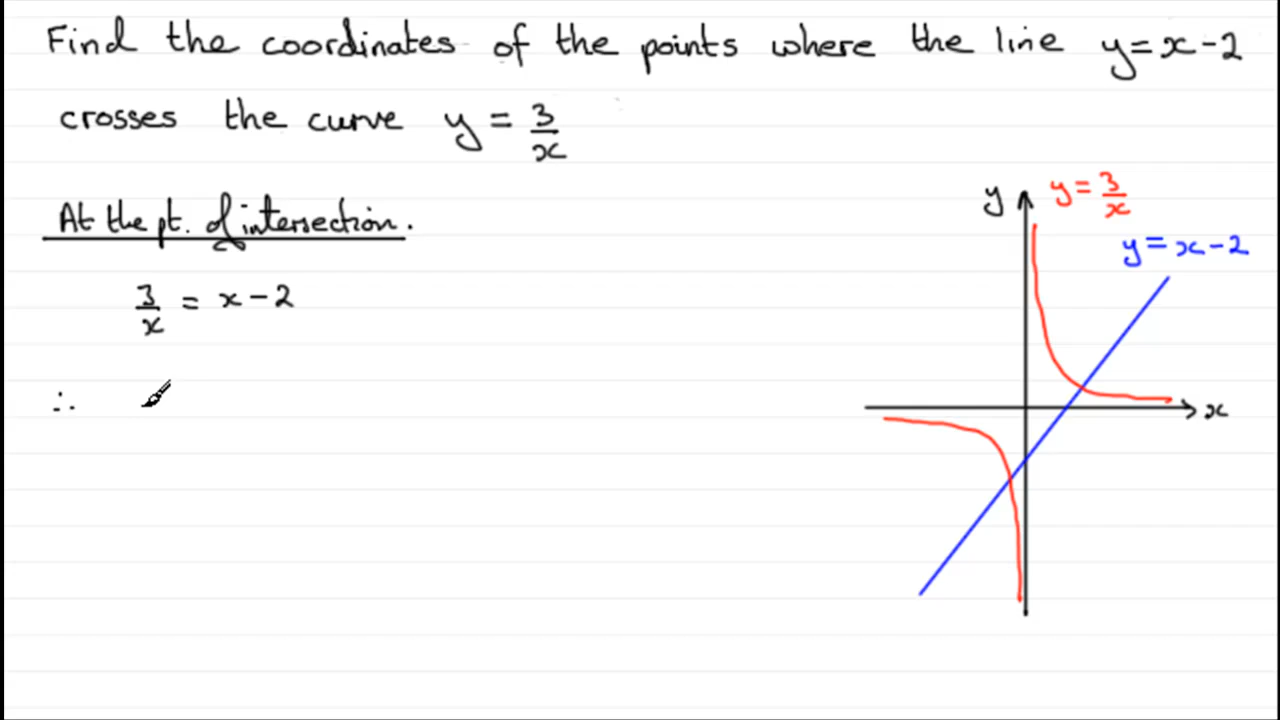 Find the coordinates of the points where the line y = x - 2
crosses the curve y = 3/x
At the pt. of intersection.
3/x = x - 2
∴
y
y = 3/x
y = x - 2
x